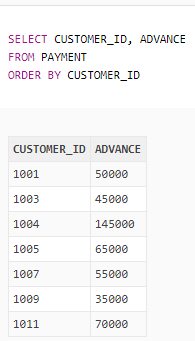 SELECT CUSTOMER_ID, ADVANCE
FROM PAYMENT
ORDER BY CUSTOMER_ID
CUSTOMER_ID ADVANCE
1001 50000
1003 45000
1004 145000
1005 65000
1007 55000
1009 35000
1011 70000